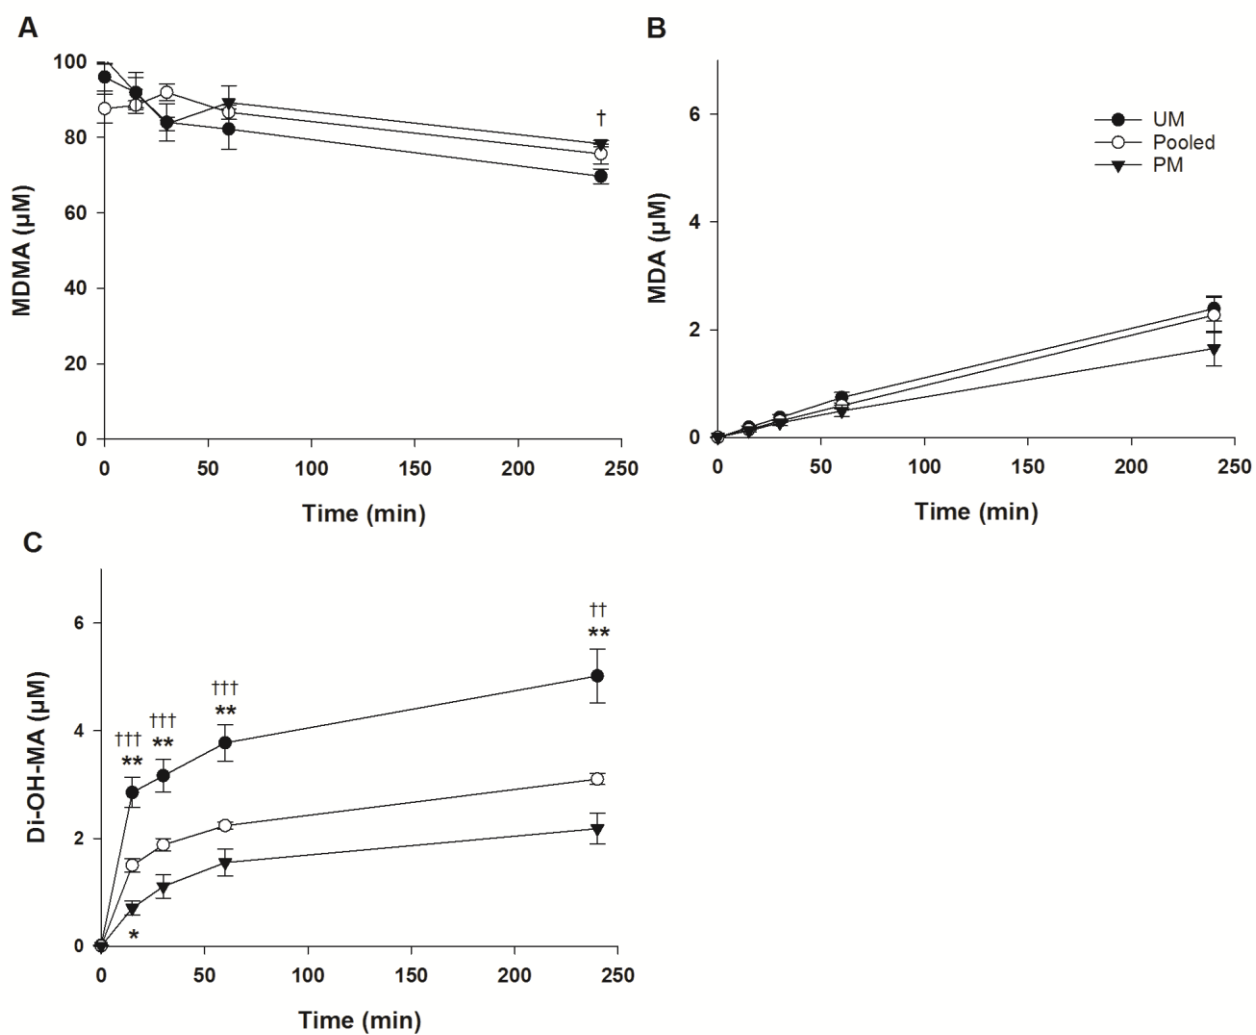 A
100
80
60
40
20
0
MDMA (µM)
†
0 50 100 150 200 250
Time (min)
B
6
4
2
0
MDA (µM)
UM
Pooled
PM
0 50 100 150 200 250
Time (min)
C
6
4
2
0
Di-OH-MA (µM)
†††
**
†††
**
†††
**
††
**
*
0 50 100 150 200 250
Time (min)